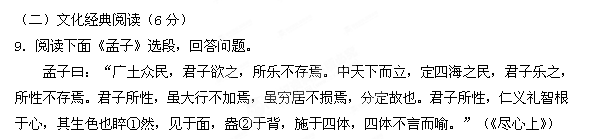 （二）文化经典阅读（6 分）
9．阅读下面《孟子》选段，回答问题。
孟子曰：“广土众民，君子欲之，所乐不存焉。中天下而立，定四海之民，君子乐之，
所性不存焉。君子所性，虽大行不加焉，虽穷居不损焉，分定故也。君子所性，仁义礼智根
于心，其生色也睟①然，见于面，盎②于背，施于四体，四体不言而喻。”（《尽心上》）